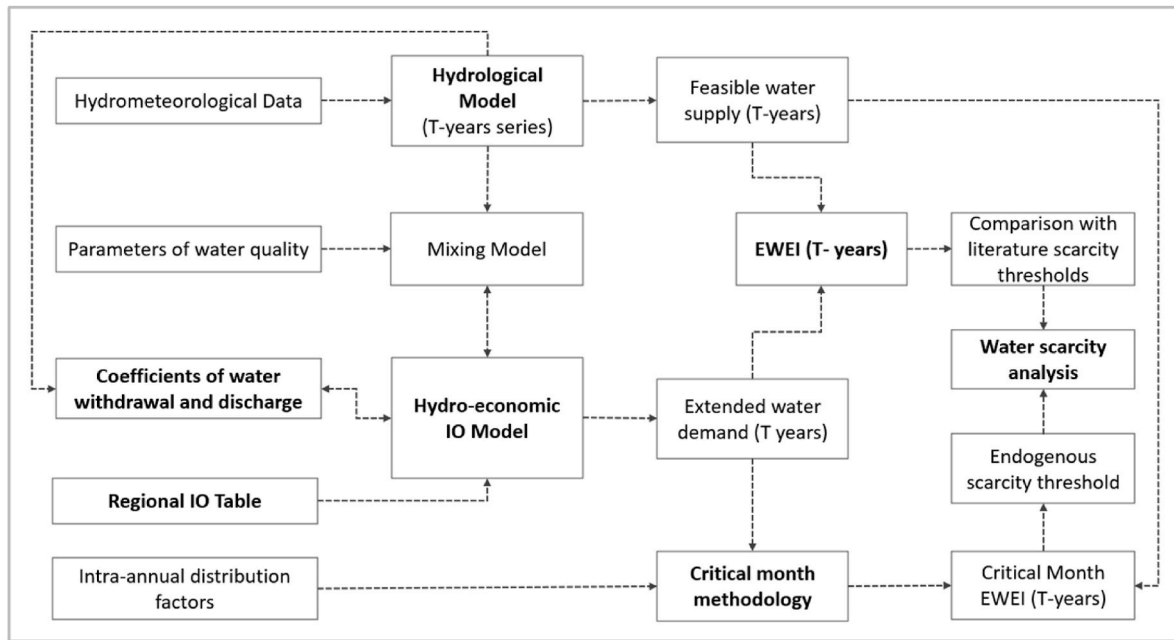 Hydrometeorological Data
Hydrological
Model
(T-years series)
Feasible water
supply (T-years)
Parameters of water quality
Mixing Model
EWEI (T- years)
Comparison with
literature scarcity
thresholds
Water scarcity
analysis
Coefficients of water
withdrawal and discharge
Hydro-economic
IO Model
Extended water
demand (T years)
Endogenous
scarcity threshold
Regional IO Table
Intra-annual distribution
factors
Critical month
methodology
Critical Month
EWEI (T-years)